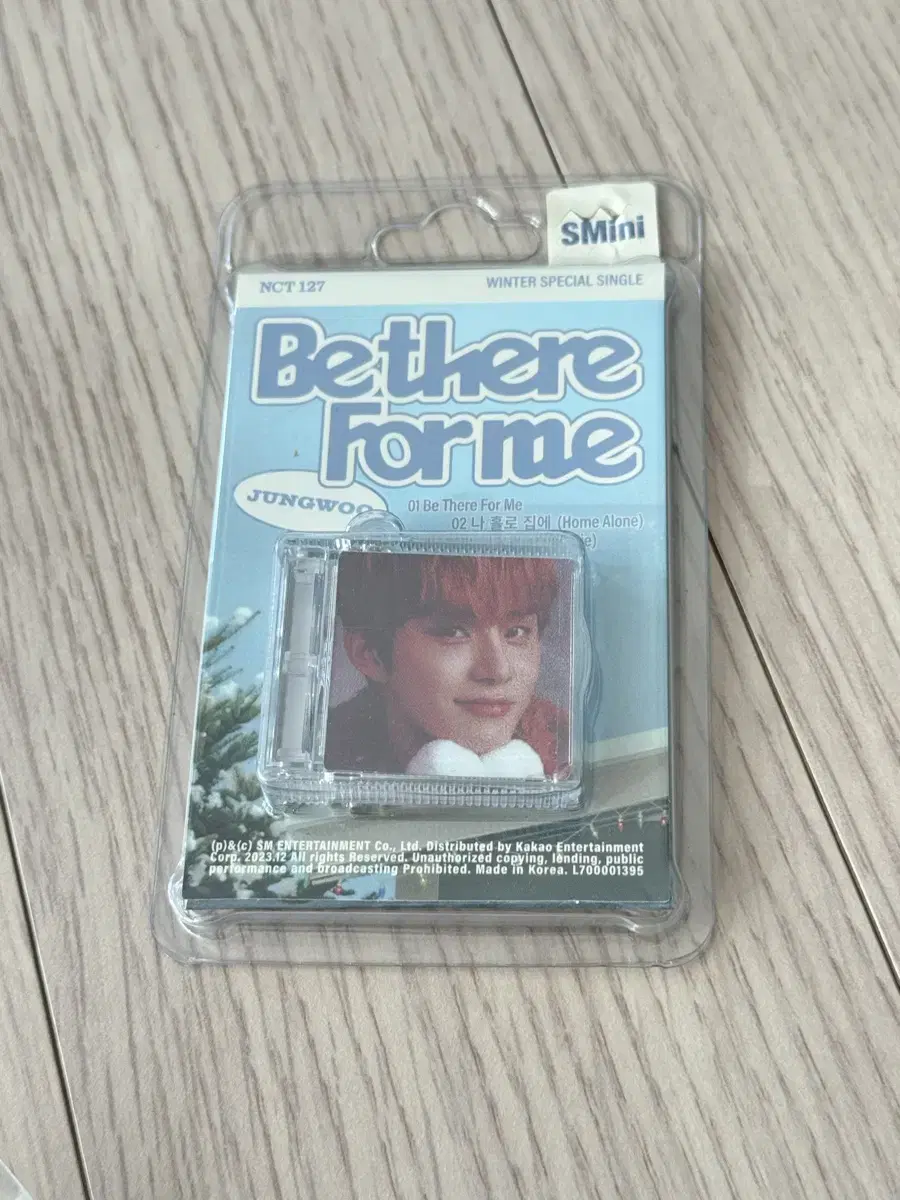 SMini
NCT 127
WINTER SPECIAL SINGLE
Be there
For me
JUNGWOO
01 Be There For Me
02 나 홀로 집에 (Home Alone)
(p)&(c) SM ENTERTAINMENT Co., Ltd. Distributed by Kakao Entertainment
Corp. 2023.12 All rights Reserved. Unauthorized copying, lending, public
performance and broadcasting Prohibited. Made in Korea. L700001395